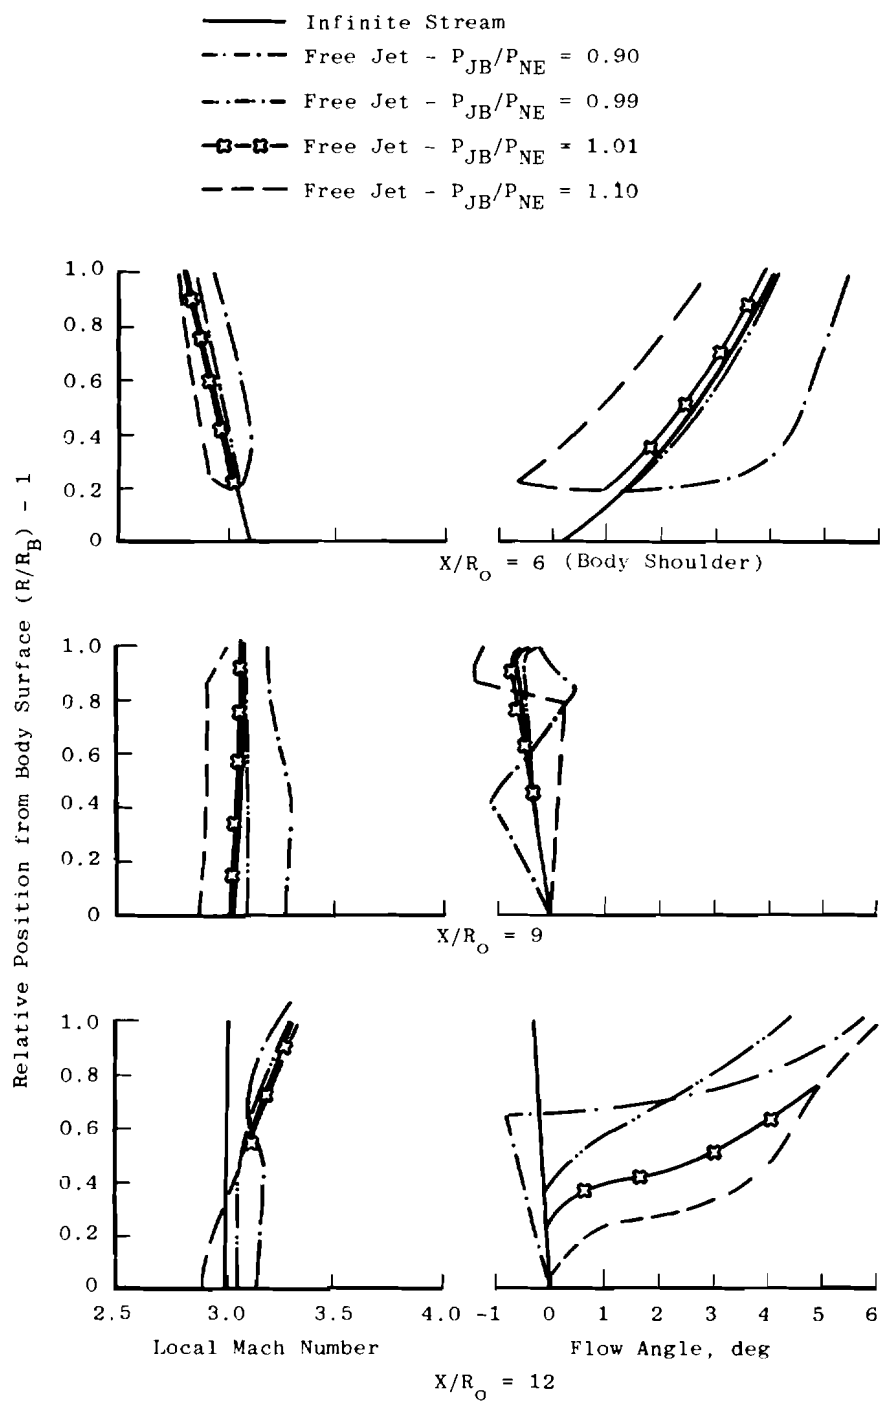 Infinite Stream
Free Jet - P_JB/P_NE = 0.90
Free Jet - P_JB/P_NE = 0.99
Free Jet - P_JB/P_NE = 1.01
Free Jet - P_JB/P_NE = 1.10
Relative Position from Body Surface (R/R_B) - 1
1.0
0.8
0.6
0.4
0.2
0
X/R_o = 6 (Body Shoulder)
1.0
0.8
0.6
0.4
0.2
0
X/R_o = 9
1.0
0.8
0.6
0.4
0.2
0
2.5 3.0 3.5 4.0 -1 0 1 2 3 4 5 6
Local Mach Number Flow Angle, deg
X/R_o = 12